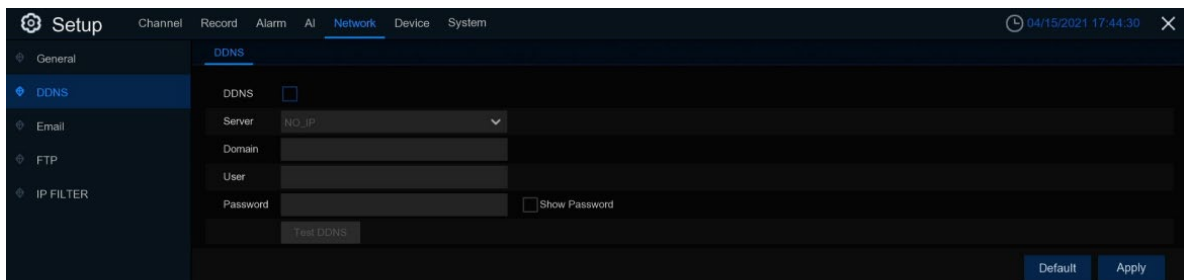 Setup Channel Record Alarm AI Network Device System 04/15/2021 17:44:30
General
DDNS
Email
FTP
IP FILTER
DDNS
DDNS
Server NO_IP
Domain
User
Password Show Password
Test DDNS
Default Apply